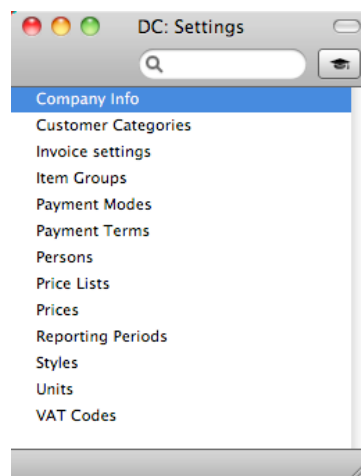 DC: Settings
Company Info
Customer Categories
Invoice settings
Item Groups
Payment Modes
Payment Terms
Persons
Price Lists
Prices
Reporting Periods
Styles
Units
VAT Codes